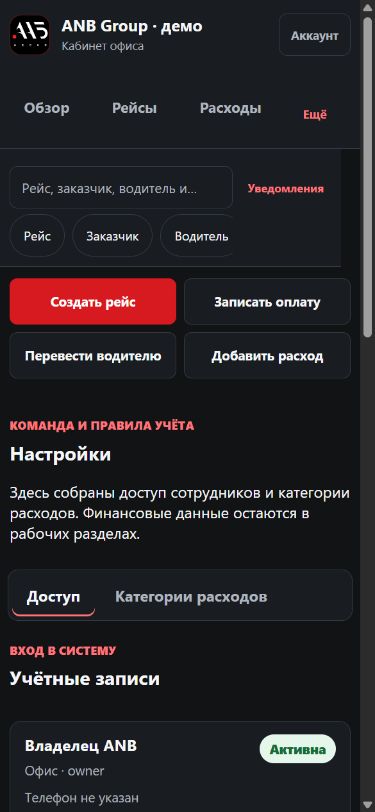 ANB
ANB Group · демо
Кабинет офиса
Аккаунт
Обзор
Рейсы
Расходы
Ещё
Рейс, заказчик, водитель и...
Уведомления
Рейс
Заказчик
Водитель
Создать рейс
Записать оплату
Перевести водителю
Добавить расход
КОМАНДА И ПРАВИЛА УЧЁТА
Настройки
Здесь собраны доступ сотрудников и категории
расходов. Финансовые данные остаются в
рабочих разделах.
Доступ
Категории расходов
ВХОД В СИСТЕМУ
Учётные записи
Владелец ANB
Активна
Офис · owner
Телефон не указан